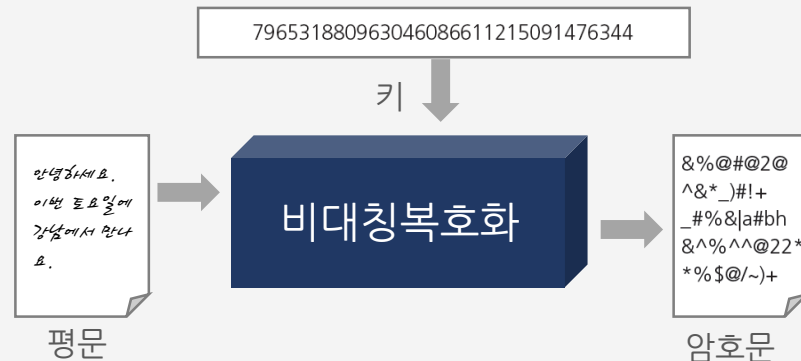 79653188096304608661121509147634​4
키
안녕하세요.
이번 토요일에
강남에서 만나
요.
비대칭복호화
&%@#@2@
^&*_)#!+
_#%&|a#bh
&^%^^@22*
*%$@/~)+
평문
암호문